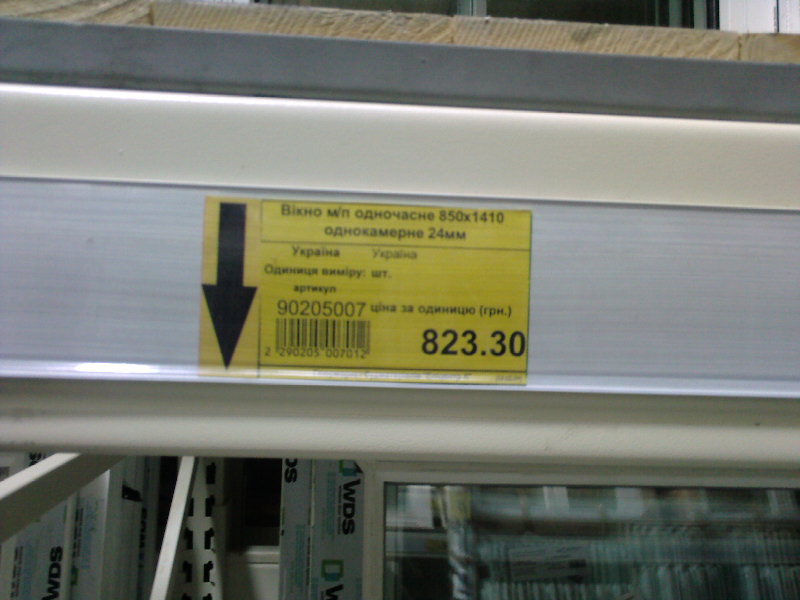 Вікно м/п одночасне 850х1410
однокамерне 24мм
Україна Україна
Одиниця виміру: шт.
артикул
90205007 ціна за одиницю (грн.)
823.30
2 290205 007012
WDS
WDS
WDS